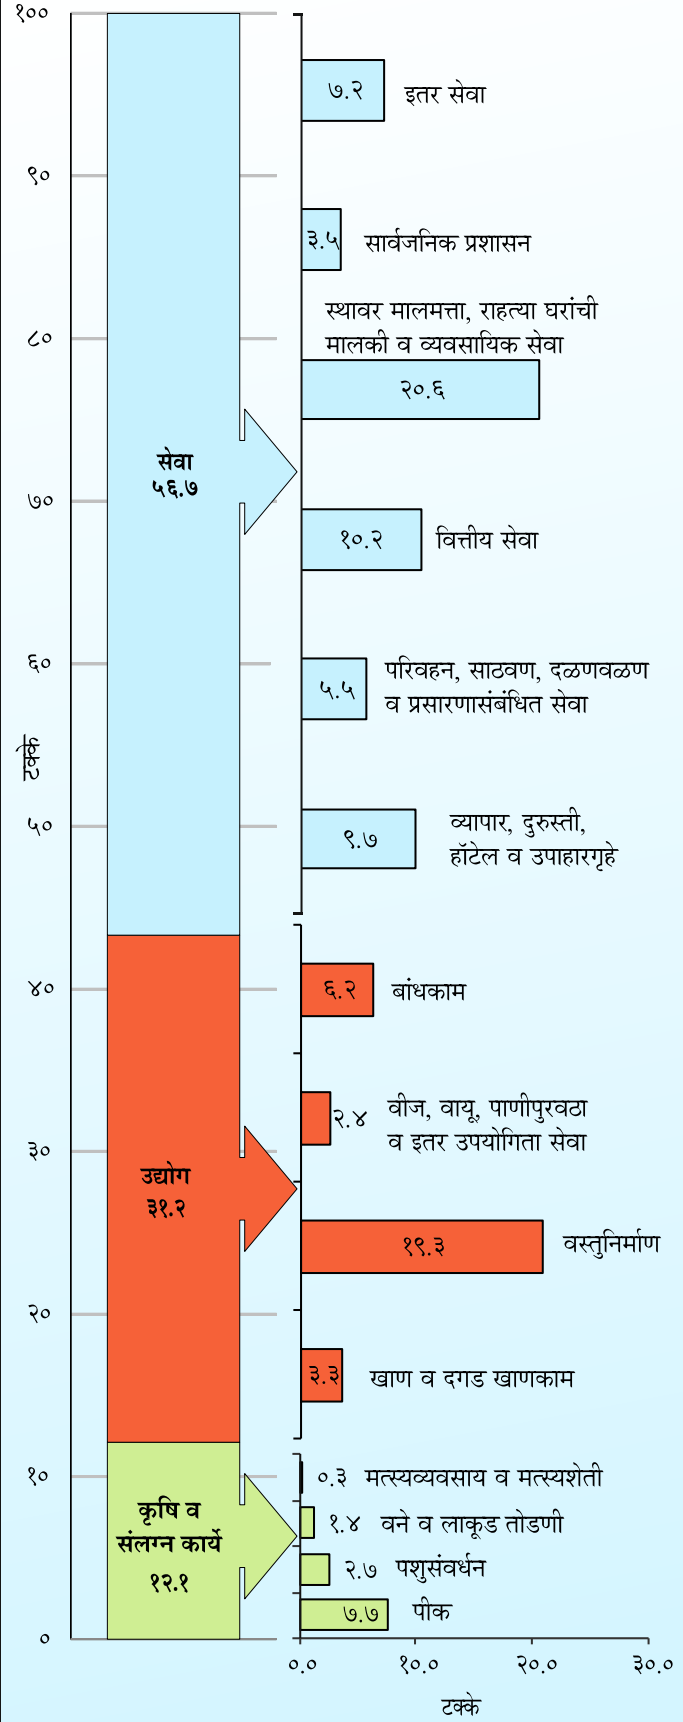 १००
९०
८०
७०
६०
५०
४०
३०
२०
१०
०
टक्के
सेवा
५६.७
उद्योग
३१.२
कृषि व
संलग्न कार्ये
१२.१
७.२ इतर सेवा
३.५ सार्वजनिक प्रशासन
स्थावर मालमत्ता, राहत्या घरांची
मालकी व व्यवसायिक सेवा
२०.६
१०.२ वित्तीय सेवा
५.५
परिवहन, साठवण, दळणवळण
व प्रसारणासंबंधित सेवा
९.७
व्यापार, दुरुस्ती,
हॉटेल व उपाहारगृहे
६.२ बांधकाम
२.४
वीज, वायू, पाणीपुरवठा
व इतर उपयोगिता सेवा
१९.३ वस्तुनिर्माण
३.३ खाण व दगड खाणकाम
०.३ मत्स्यव्यवसाय व मत्स्यशेती
१.४ वने व लाकूड तोडणी
२.७ पशुसंवर्धन
७.७ पीक
०.० १०.० २०.० ३०.०
टक्के